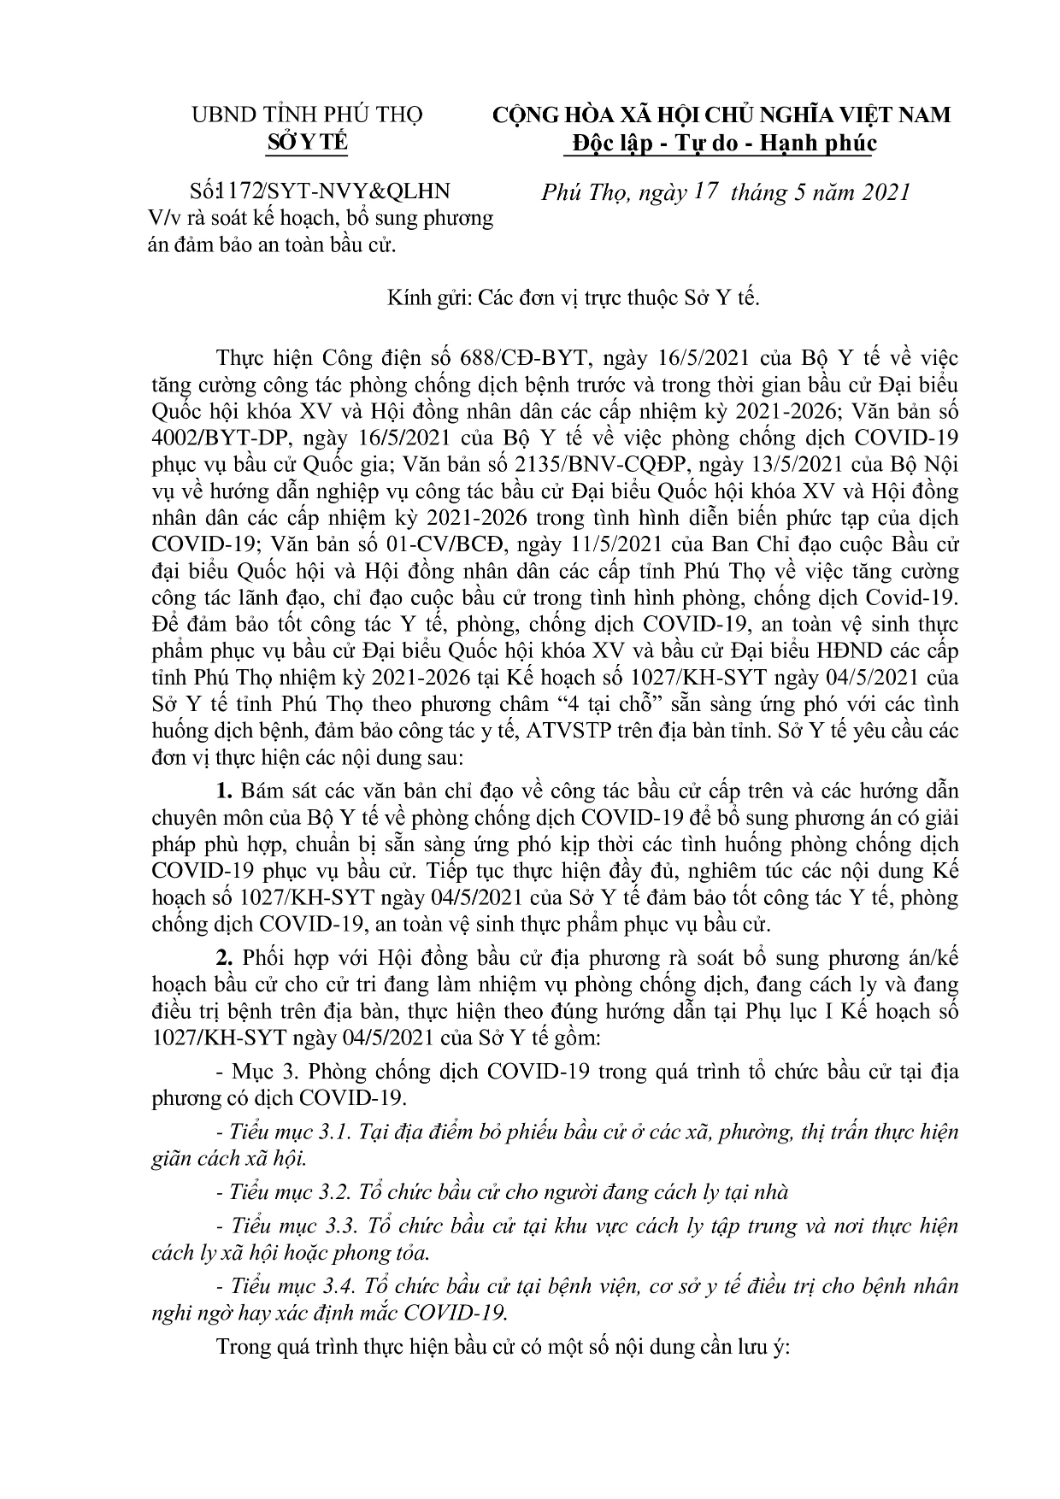 UBND TỈNH PHÚ THỌ
SỞ Y TẾ
CỘNG HÒA XÃ HỘI CHỦ NGHĨA VIỆT NAM
Độc lập - Tự do - Hạnh phúc
Số:1172/SYT-NVY&QLHN
V/v rà soát kế hoạch, bổ sung phương
án đảm bảo an toàn bầu cử.
Phú Thọ, ngày 17 tháng 5 năm 2021
Kính gửi: Các đơn vị trực thuộc Sở Y tế.
Thực hiện Công điện số 688/CĐ-BYT, ngày 16/5/2021 của Bộ Y tế về việc
tăng cường công tác phòng chống dịch bệnh trước và trong thời gian bầu cử Đại biểu
Quốc hội khóa XV và Hội đồng nhân dân các cấp nhiệm kỳ 2021-2026; Văn bản số
4002/BYT-DP, ngày 16/5/2021 của Bộ Y tế về việc phòng chống dịch COVID-19
phục vụ bầu cử Quốc gia; Văn bản số 2135/BNV-CQĐP, ngày 13/5/2021 của Bộ Nội
vụ về hướng dẫn nghiệp vụ công tác bầu cử Đại biểu Quốc hội khóa XV và Hội đồng
nhân dân các cấp nhiệm kỳ 2021-2026 trong tình hình diễn biến phức tạp của dịch
COVID-19; Văn bản số 01-CV/BCĐ, ngày 11/5/2021 của Ban Chỉ đạo cuộc Bầu cử
đại biểu Quốc hội và Hội đồng nhân dân các cấp tỉnh Phú Thọ về việc tăng cường
công tác lãnh đạo, chỉ đạo cuộc bầu cử trong tình hình phòng, chống dịch Covid-19.
Để đảm bảo tốt công tác Y tế, phòng, chống dịch COVID-19, an toàn vệ sinh thực
phẩm phục vụ bầu cử Đại biểu Quốc hội khóa XV và bầu cử Đại biểu HĐND các cấp
tỉnh Phú Thọ nhiệm kỳ 2021-2026 tại Kế hoạch số 1027/KH-SYT ngày 04/5/2021 của
Sở Y tế tỉnh Phú Thọ theo phương châm “4 tại chỗ” sẵn sàng ứng phó với các tình
huống dịch bệnh, đảm bảo công tác y tế, ATVSTP trên địa bàn tỉnh. Sở Y tế yêu cầu các
đơn vị thực hiện các nội dung sau:
1. Bám sát các văn bản chỉ đạo về công tác bầu cử cấp trên và các hướng dẫn
chuyên môn của Bộ Y tế về phòng chống dịch COVID-19 để bổ sung phương án có giải
pháp phù hợp, chuẩn bị sẵn sàng ứng phó kịp thời các tình huống phòng chống dịch
COVID-19 phục vụ bầu cử. Tiếp tục thực hiện đầy đủ, nghiêm túc các nội dung Kế
hoạch số 1027/KH-SYT ngày 04/5/2021 của Sở Y tế đảm bảo tốt công tác Y tế, phòng
chống dịch COVID-19, an toàn vệ sinh thực phẩm phục vụ bầu cử.
2. Phối hợp với Hội đồng bầu cử địa phương rà soát bổ sung phương án/kế
hoạch bầu cử cho cử tri đang làm nhiệm vụ phòng chống dịch, đang cách ly và đang
điều trị bệnh trên địa bàn, thực hiện theo đúng hướng dẫn tại Phụ lục I Kế hoạch số
1027/KH-SYT ngày 04/5/2021 của Sở Y tế gồm:
- Mục 3. Phòng chống dịch COVID-19 trong quá trình tổ chức bầu cử tại địa
phương có dịch COVID-19.
- Tiểu mục 3.1. Tại địa điểm bỏ phiếu bầu cử ở các xã, phường, thị trấn thực hiện
giãn cách xã hội.
- Tiểu mục 3.2. Tổ chức bầu cử cho người đang cách ly tại nhà
- Tiểu mục 3.3. Tổ chức bầu cử tại khu vực cách ly tập trung và nơi thực hiện
cách ly xã hội hoặc phong tỏa.
- Tiểu mục 3.4. Tổ chức bầu cử tại bệnh viện, cơ sở y tế điều trị cho bệnh nhân
nghi ngờ hay xác định mắc COVID-19.
Trong quá trình thực hiện bầu cử có một số nội dung cần lưu ý: